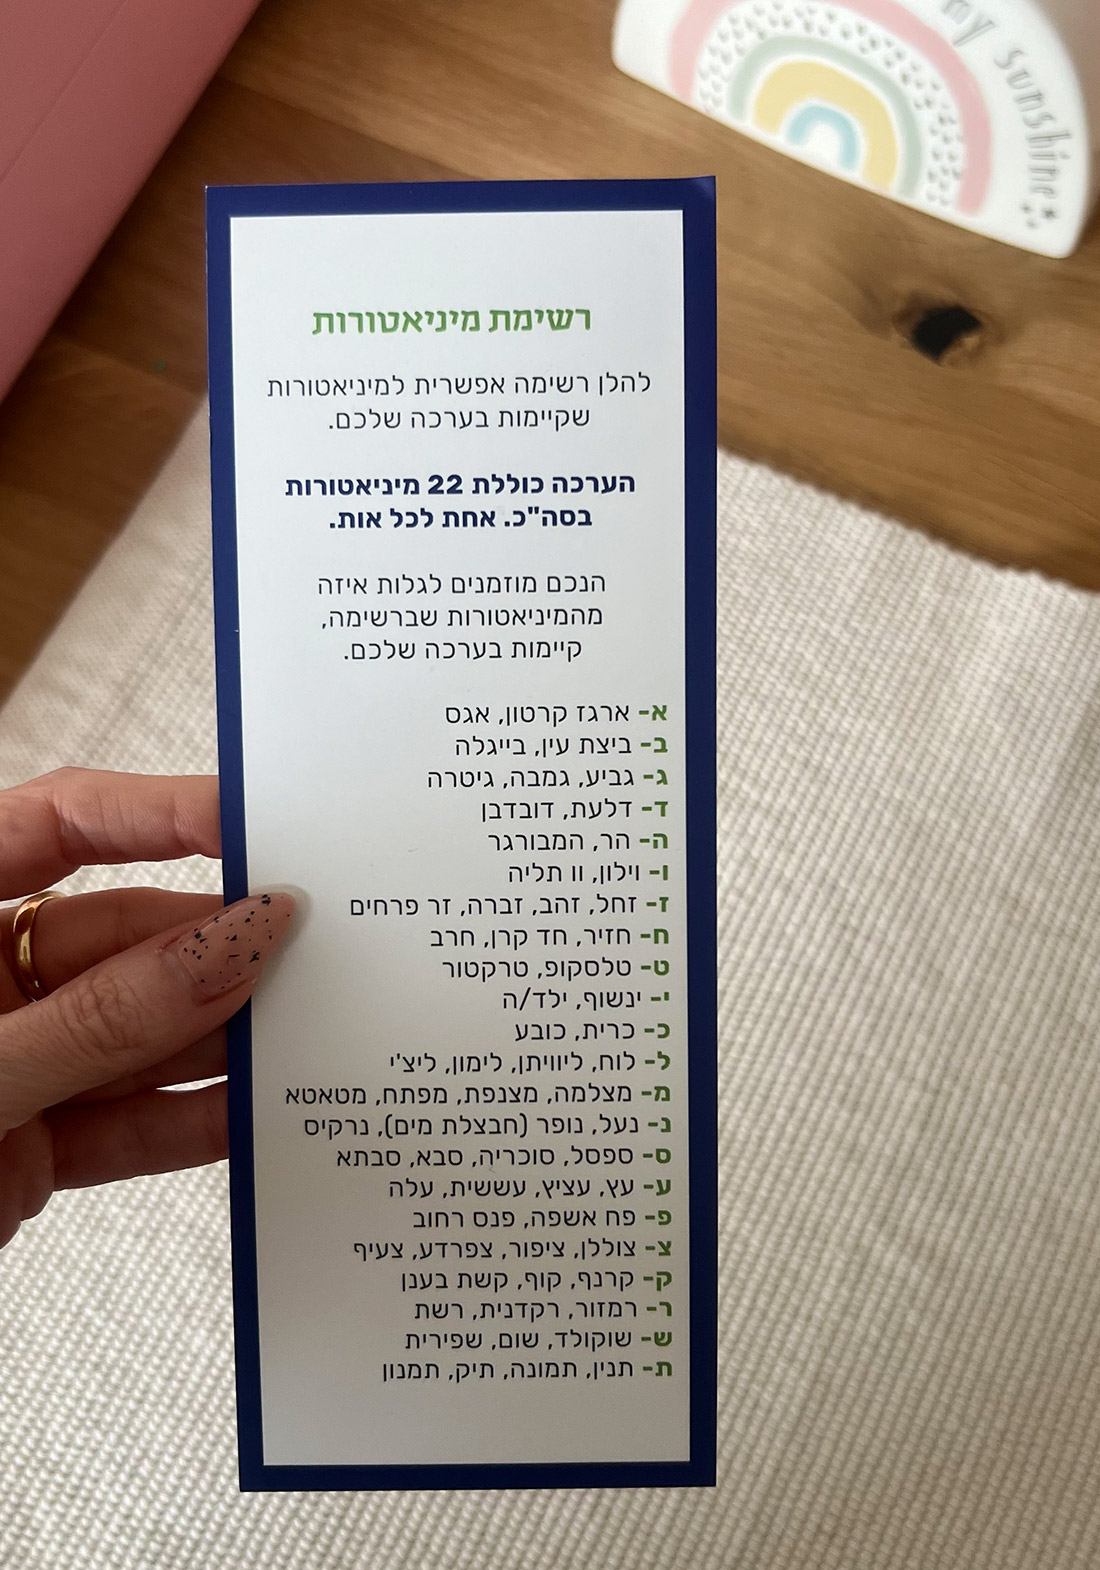 my sunshine
רשימת מיניאטורות
להלן רשימה אפשרית למיניאטורות
שקיימות בערכה שלכם.
הערכה כוללת 22 מיניאטורות
בסה"כ. אחת לכל אות.
הנכם מוזמנים לגלות איזה
מהמיניאטורות שברשימה,
קיימות בערכה שלכם.
א- ארגז קרטון, אגס
ב- ביצת עין, בייגלה
ג- גביע, גמבה, גיטרה
ד- דלעת, דובדבן
ה- הר, המבורגר
ו- וילון, וו תליה
ז- זחל, זהב, זברה, זר פרחים
ח- חזיר, חד קרן, חרב
ט- טלסקופ, טרקטור
י- ינשוף, ילד/ה
כ- כרית, כובע
ל- לוח, ליוויתן, לימון, ליצ'י
מ- מצלמה, מצנפת, מפתח, מטאטא
נ- נעל, נופר (חבצלת מים), נרקיס
ס- ספסל, סוכריה, סבא, סבתא
ע- עץ, עציץ, עששית, עלה
פ- פח אשפה, פנס רחוב
צ- צוללן, ציפור, צפרדע, צעיף
ק- קרנף, קוף, קשת בענן
ר- רמזור, רקדנית, רשת
ש- שוקולד, שום, שפירית
ת- תנין, תמונה, תיק, תמנון